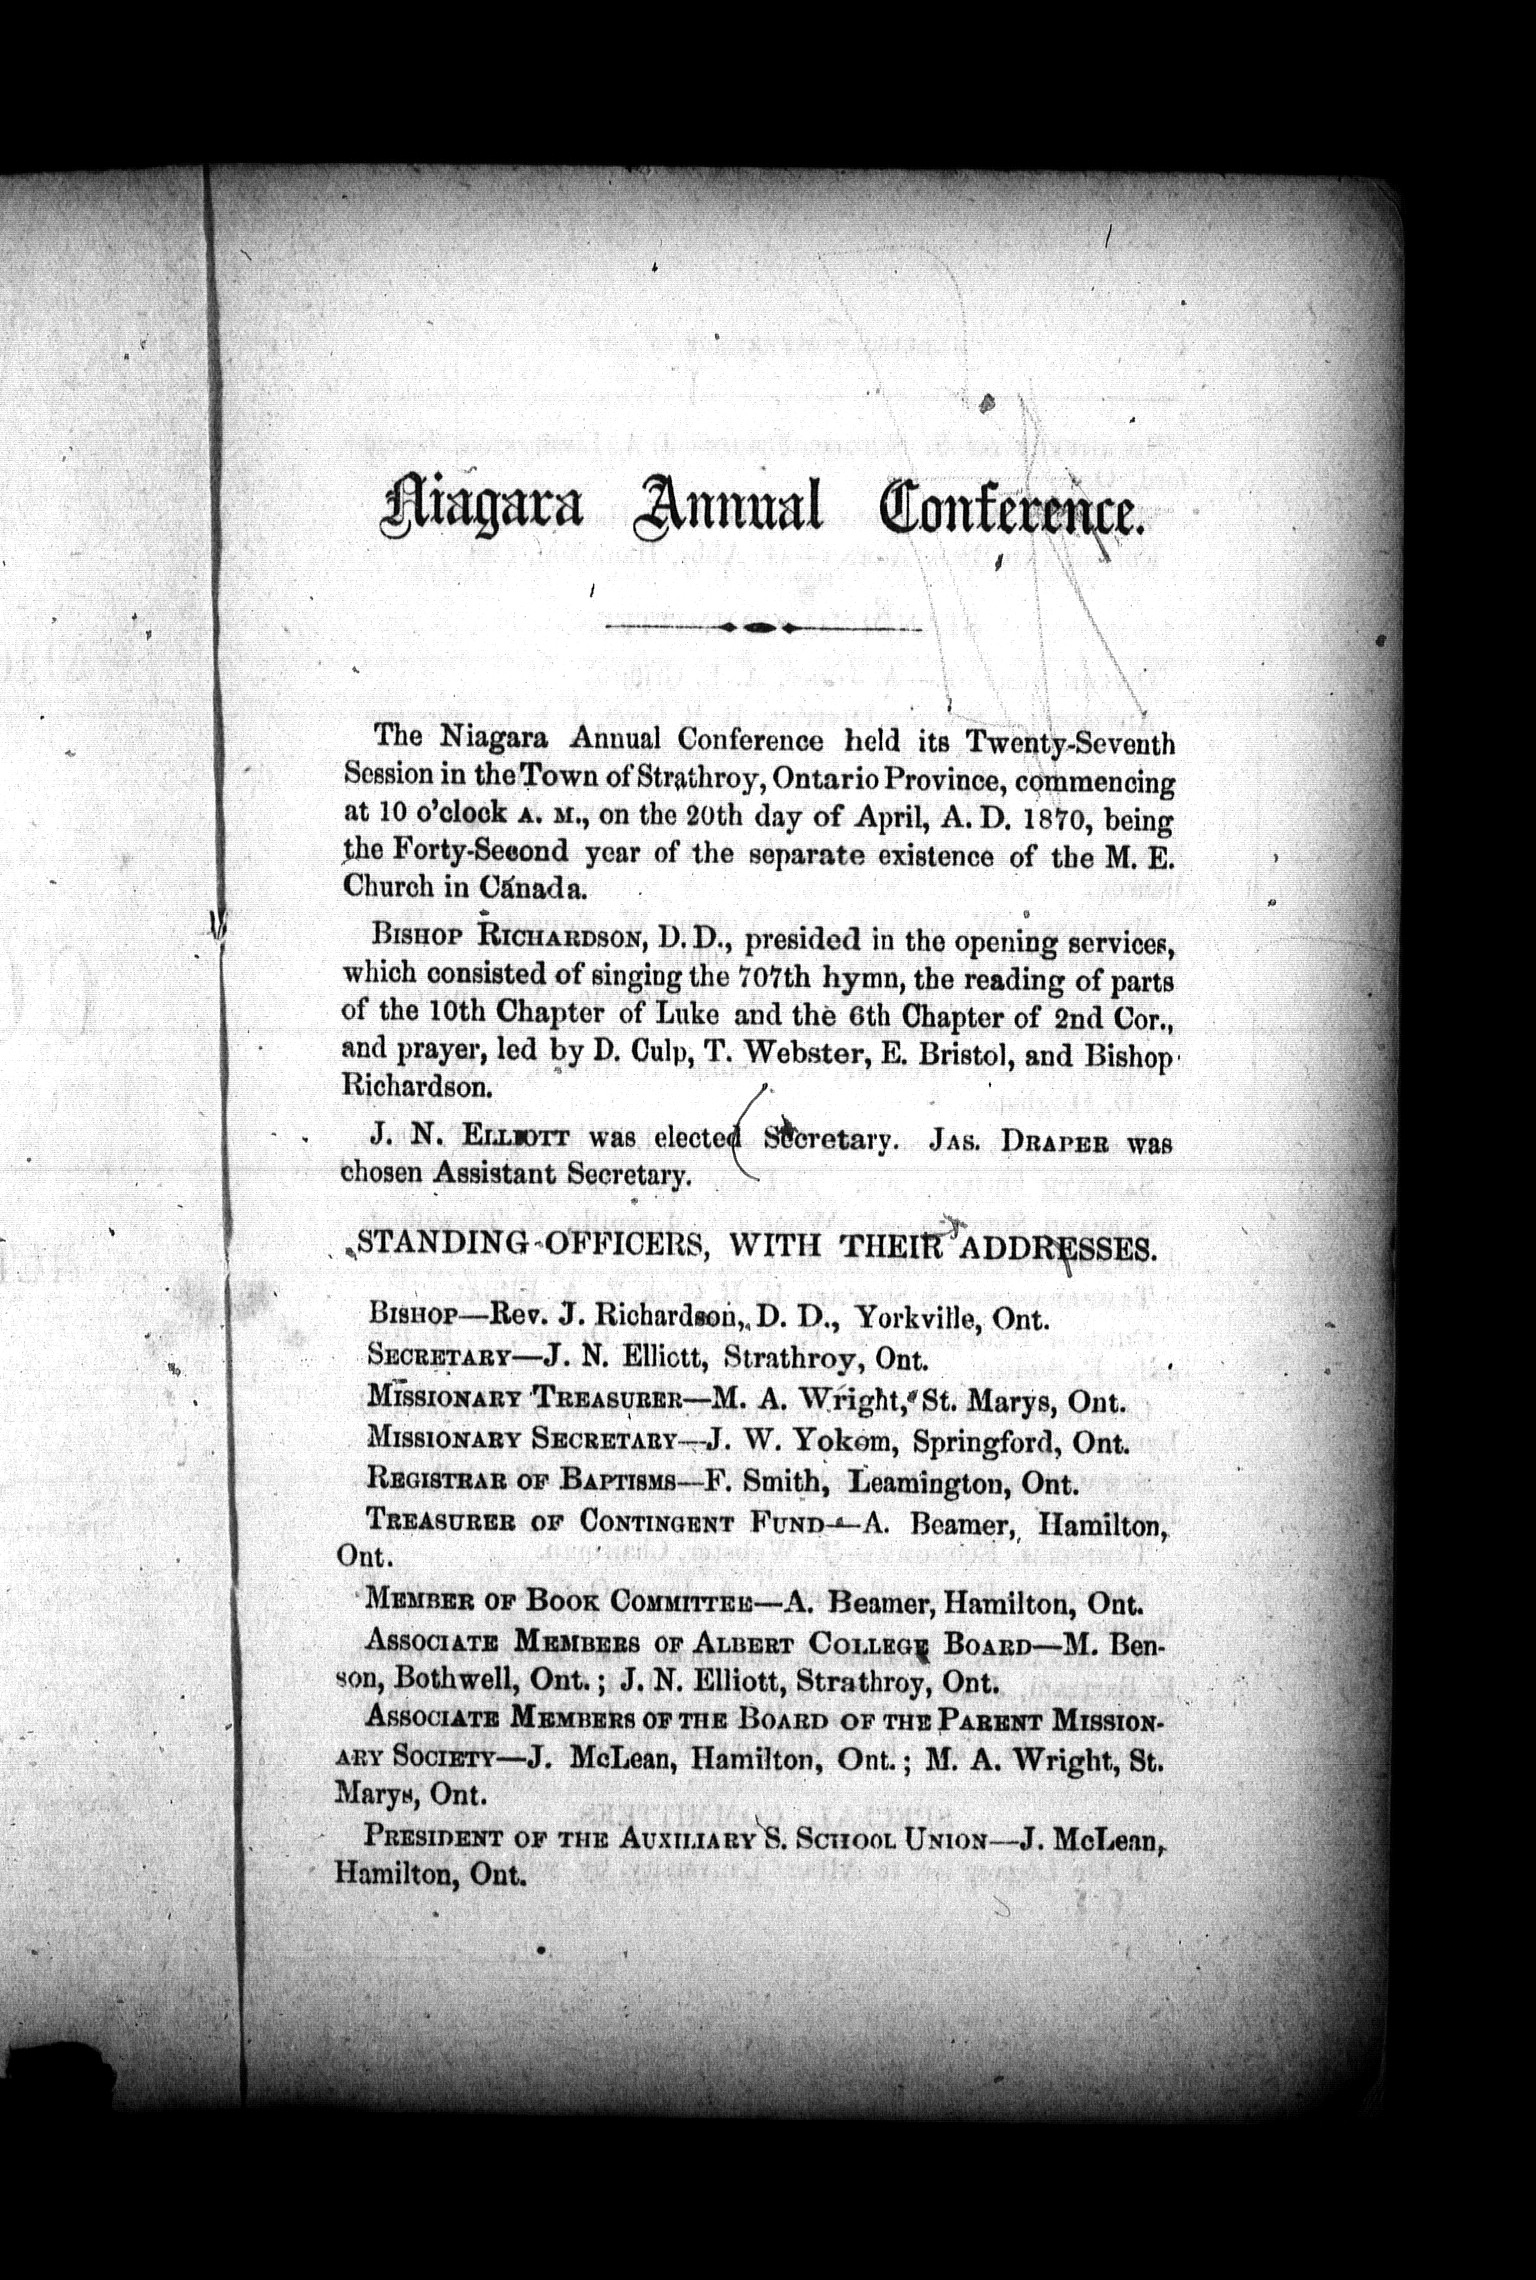 Niagara Annual Conference.
The Niagara Annual Conference held its Twenty-Seventh
Session in the Town of Strathroy, Ontario Province, commencing
at 10 o'clock A. M., on the 20th day of April, A. D. 1870, being
the Forty-Second year of the separate existence of the M. E.
Church in Canada.
BISHOP RICHARDSON, D. D., presided in the opening services,
which consisted of singing the 707th hymn, the reading of parts
of the 10th Chapter of Luke and the 6th Chapter of 2nd Cor.,
and prayer, led by D. Culp, T. Webster, E. Bristol, and Bishop
Richardson.
J. N. ELLIOTT was elected Secretary. JAS. DRAPER was
chosen Assistant Secretary.
STANDING OFFICERS, WITH THEIR ADDRESSES.
BISHOP—Rev. J. Richardson, D. D., Yorkville, Ont.
SECRETARY—J. N. Elliott, Strathroy, Ont.
MISSIONARY TREASURER—M. A. Wright, St. Marys, Ont.
MISSIONARY SECRETARY—J. W. Yokom, Springford, Ont.
REGISTRAR OF BAPTISMS—F. Smith, Leamington, Ont.
TREASURER OF CONTINGENT FUND—A. Beamer, Hamilton,
Ont.
MEMBER OF BOOK COMMITTEE—A. Beamer, Hamilton, Ont.
ASSOCIATE MEMBERS OF ALBERT COLLEGE BOARD—M. Ben-
son, Bothwell, Ont.; J. N. Elliott, Strathroy, Ont.
ASSOCIATE MEMBERS OF THE BOARD OF THE PARENT MISSION-
ARY SOCIETY—J. McLean, Hamilton, Ont.; M. A. Wright, St.
Marys, Ont.
PRESIDENT OF THE AUXILIARY S. SCHOOL UNION—J. McLean,
Hamilton, Ont.